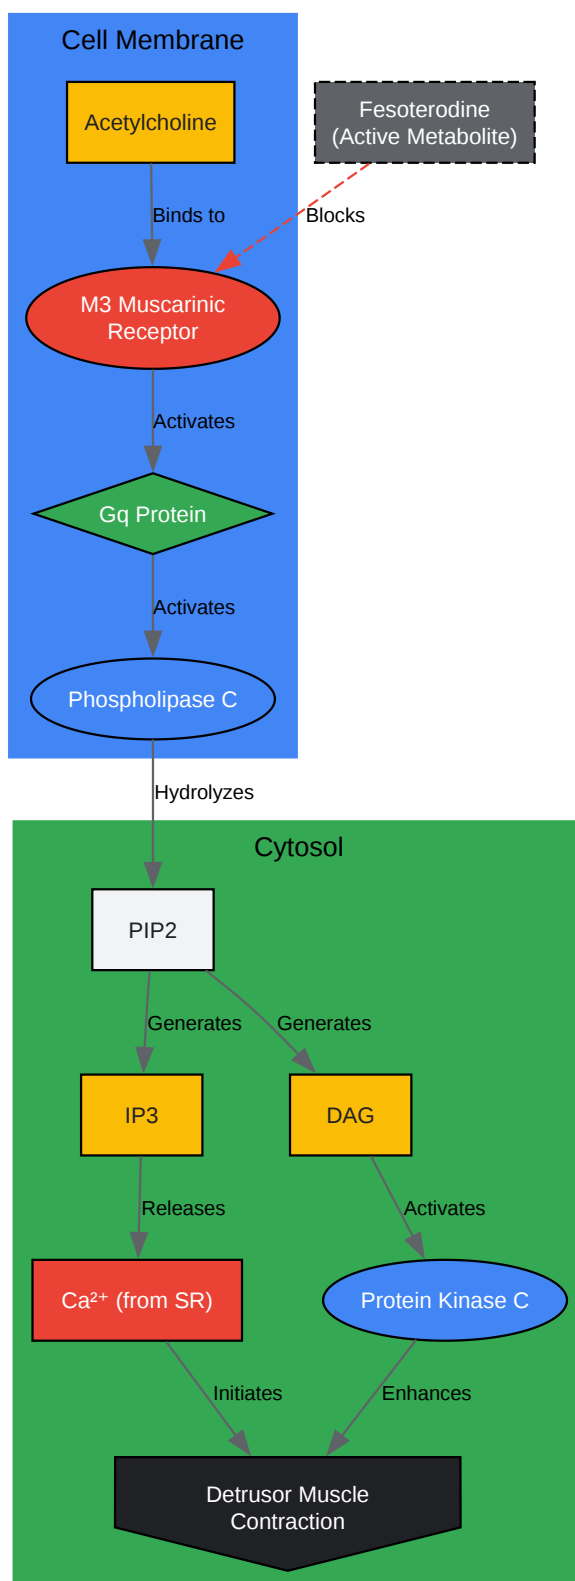 Cell Membrane
Acetylcholine
Fesoterodine
(Active Metabolite)
Binds to
Blocks
M3 Muscarinic
Receptor
Activates
Gq Protein
Activates
Phospholipase C
Hydrolyzes
Cytosol
PIP2
Generates
Generates
IP3
DAG
Releases
Activates
Ca²⁺ (from SR)
Protein Kinase C
Initiates
Enhances
Detrusor Muscle
Contraction